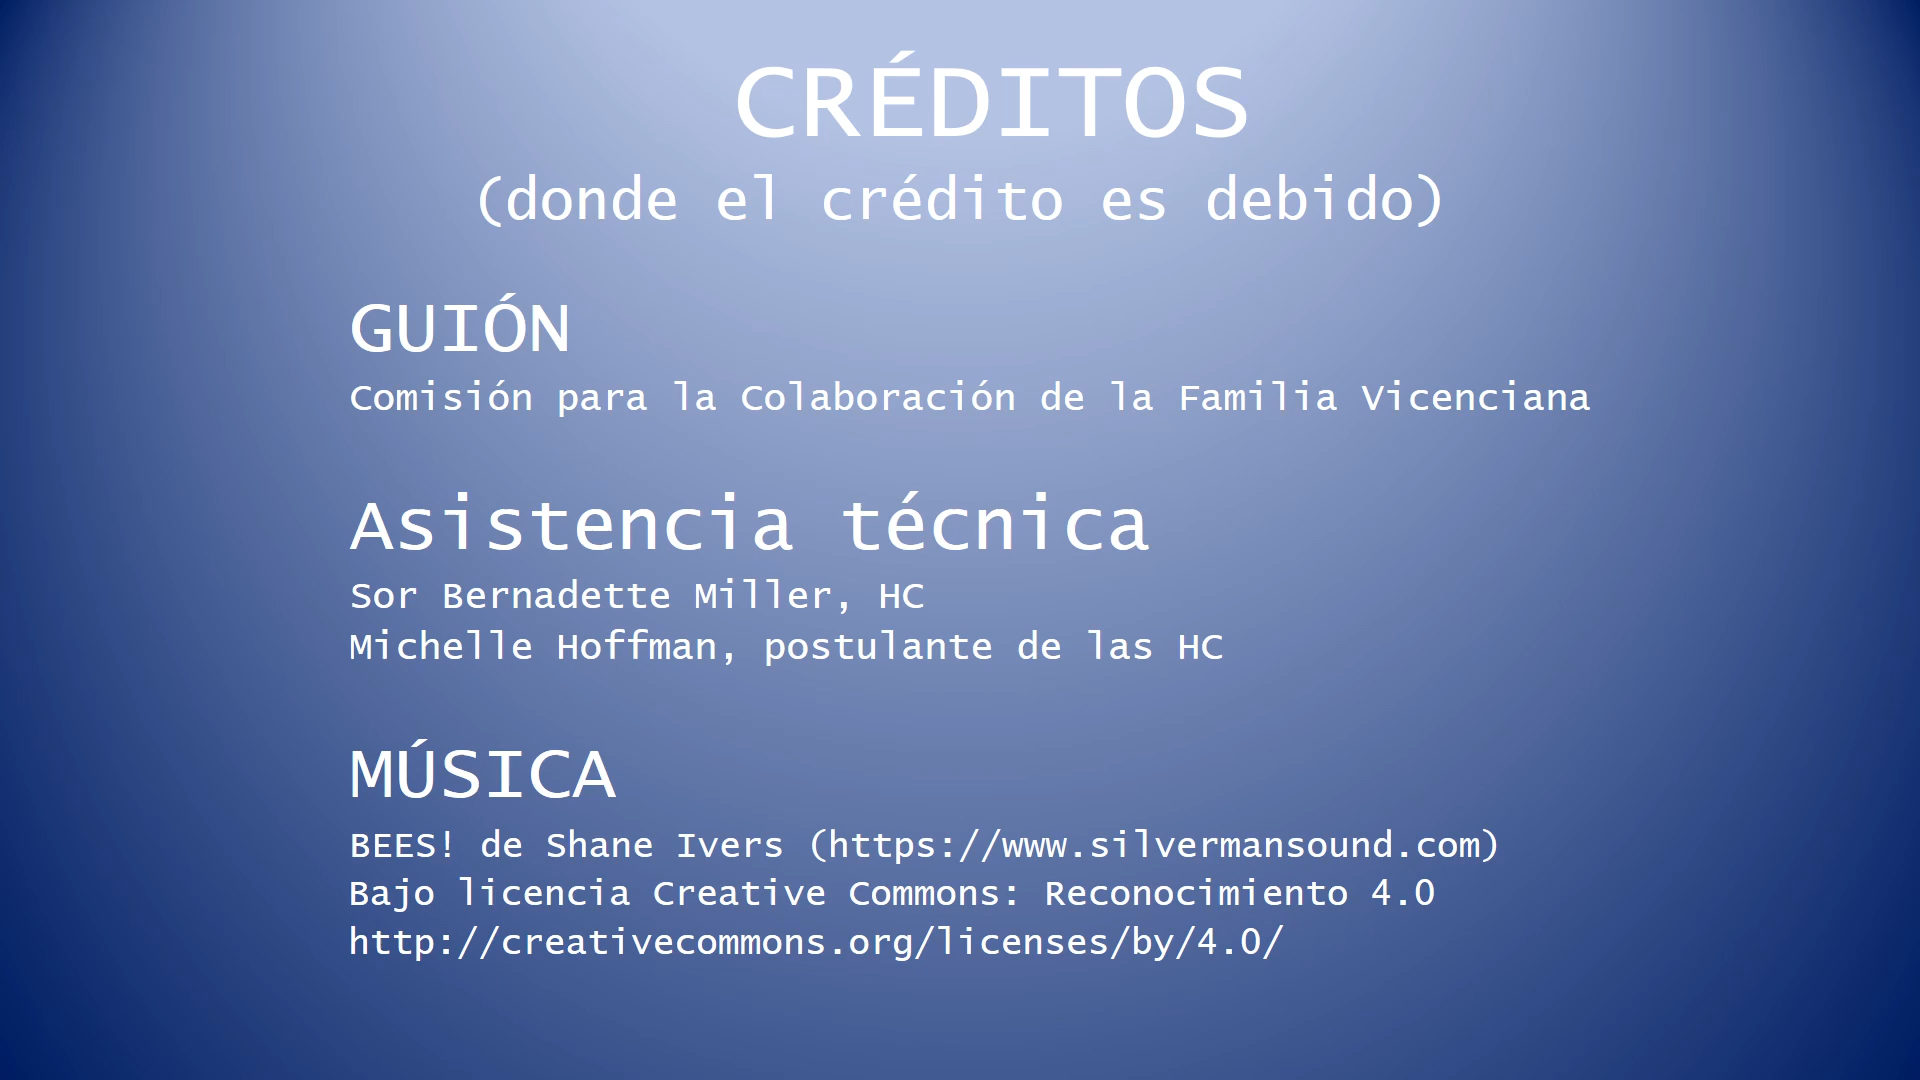 CRÉDITOS
(donde el crédito es debido)
GUIÓN
Comisión para la Colaboración de la Familia Vicenciana
Asistencia técnica
Sor Bernadette Miller, HC
Michelle Hoffman, postulante de las HC
MÚSICA
BEES! de Shane Ivers (https://www.silvermansound.com)
Bajo licencia Creative Commons: Reconocimiento 4.0
http://creativecommons.org/licenses/by/4.0/